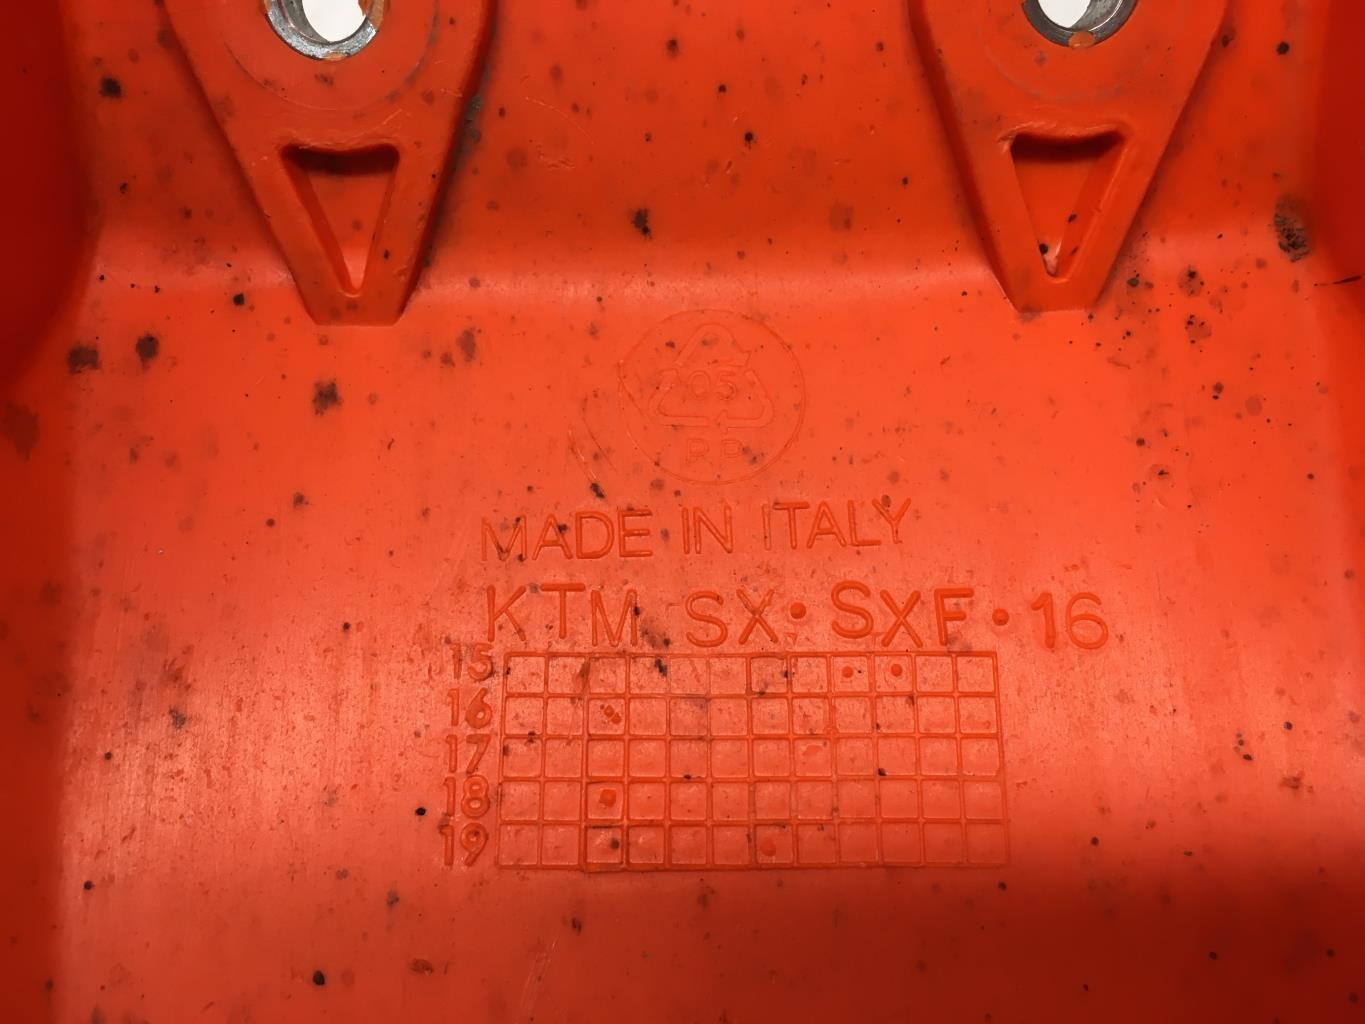 05
PP
MADE IN ITALY
KTM SX • SXF • 16
15
16
17
18
19